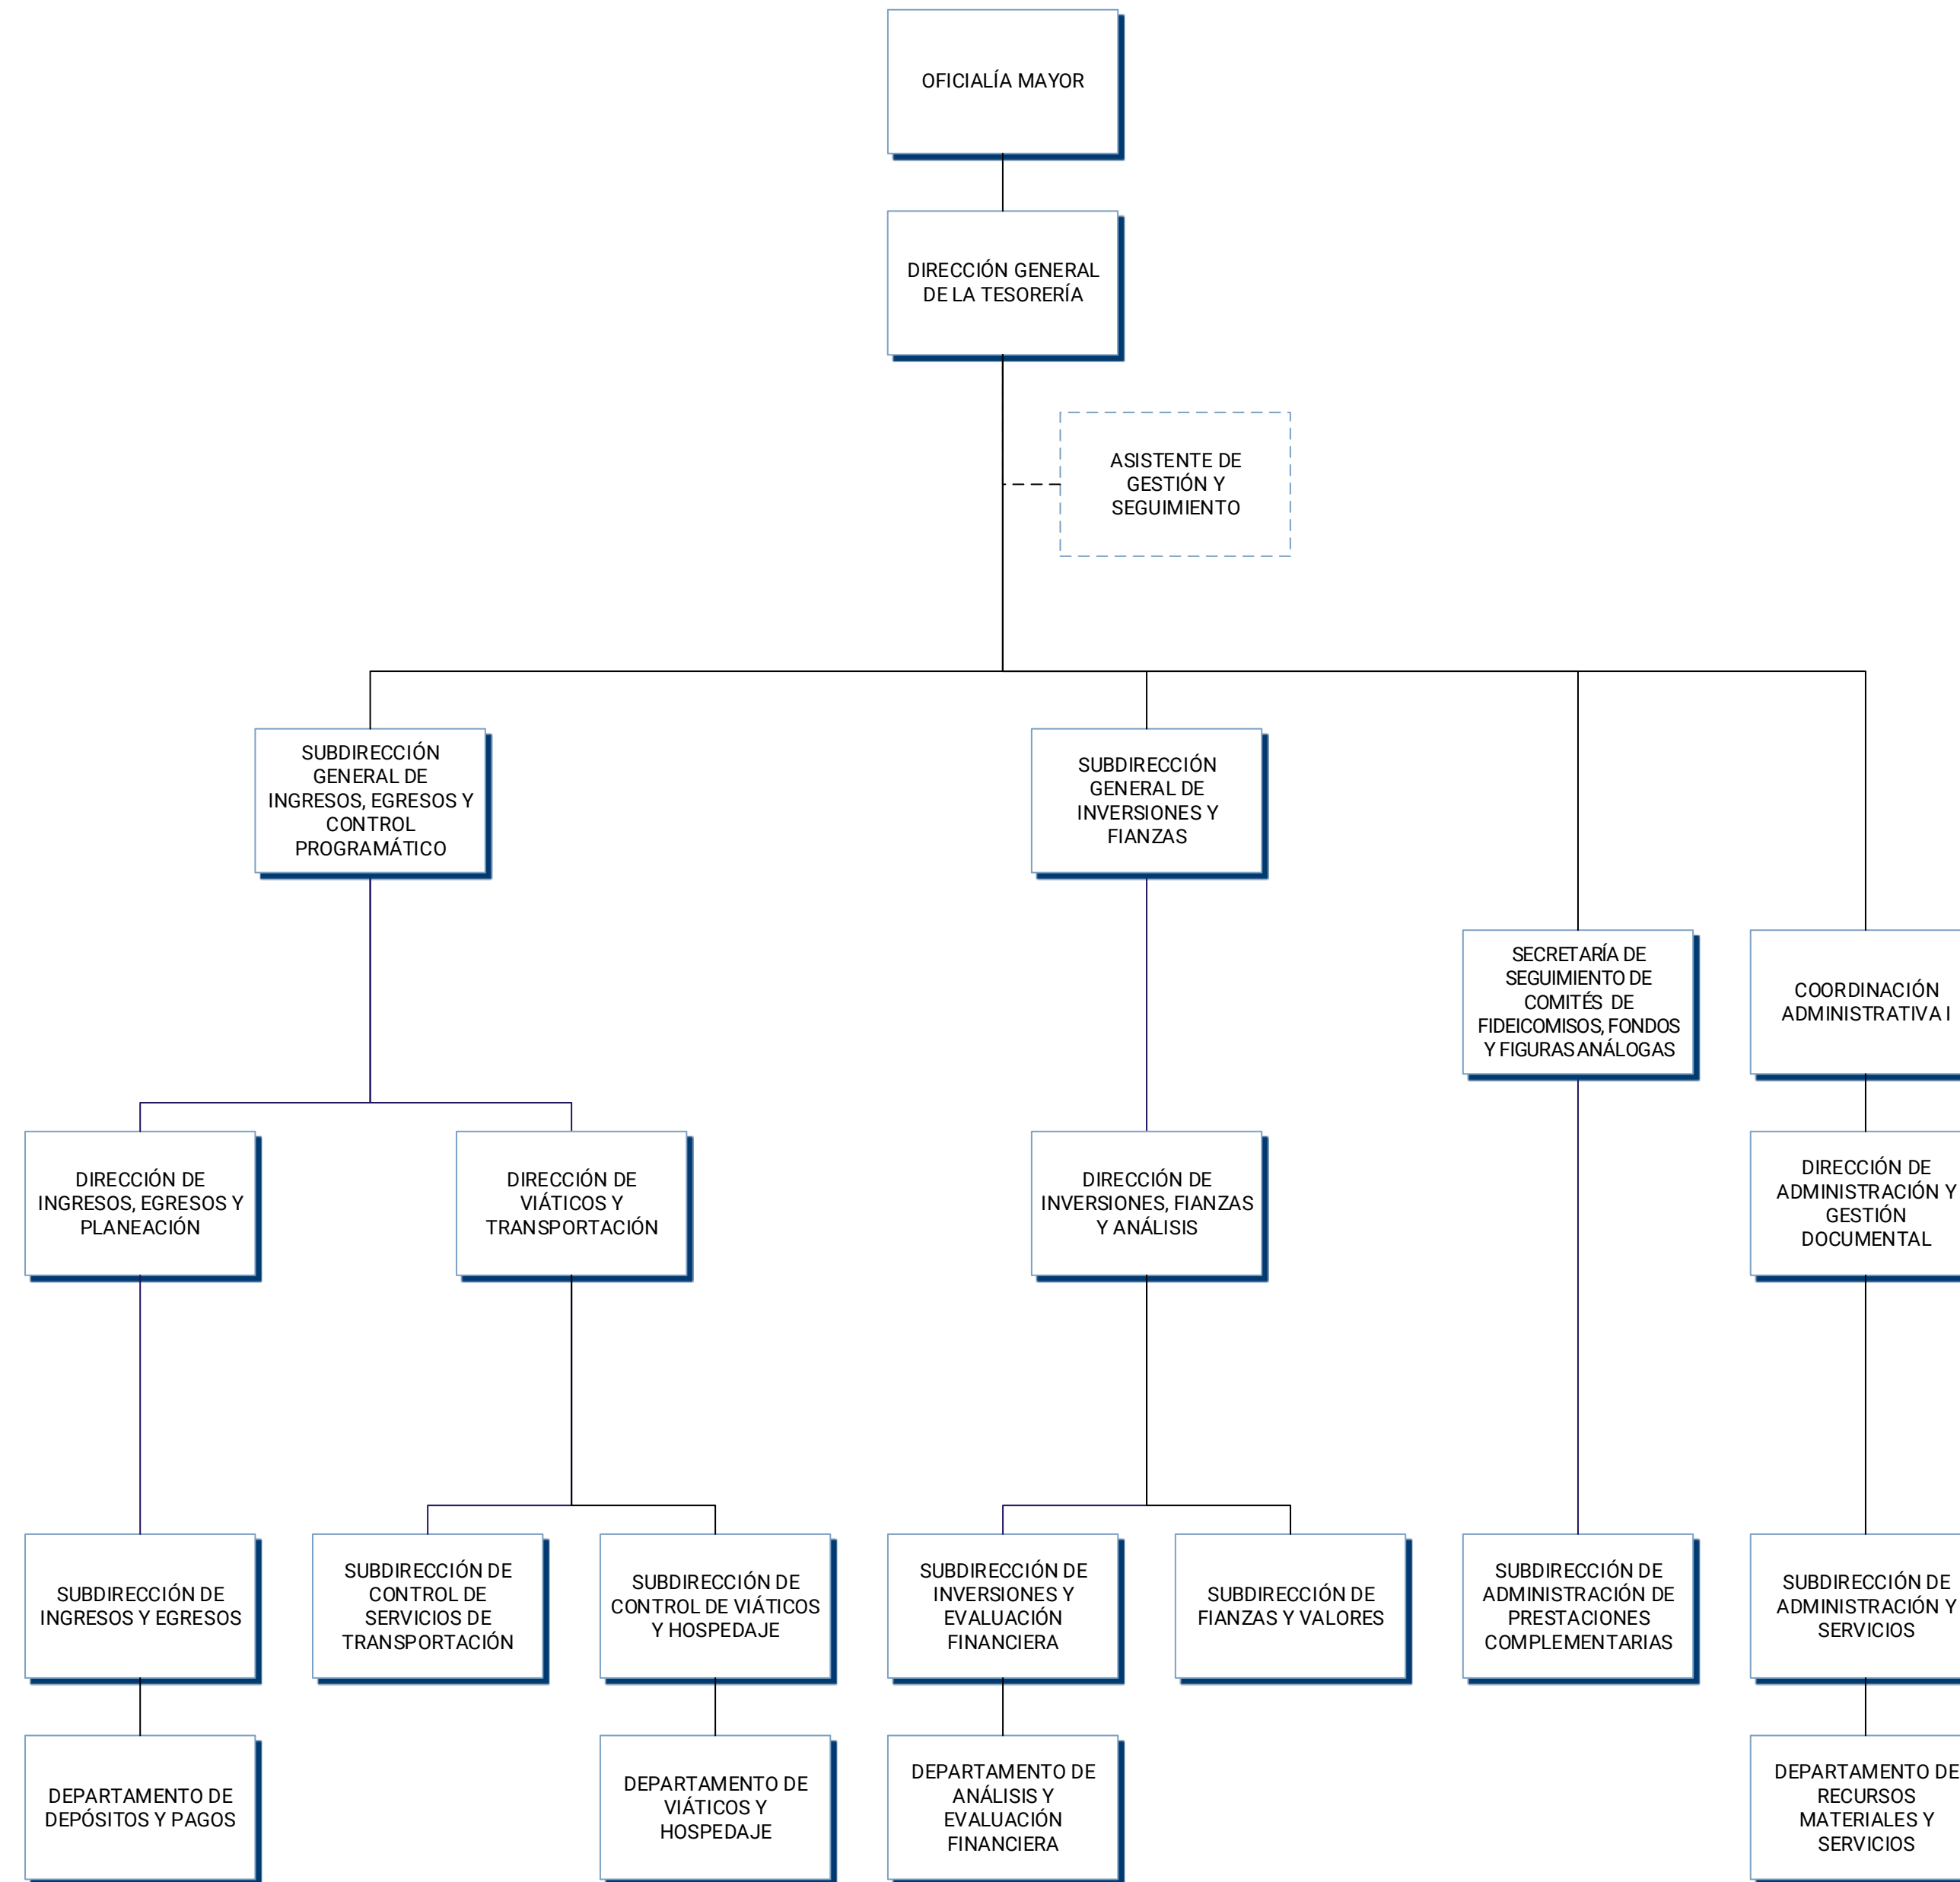 OFICIALÍA MAYOR
DIRECCIÓN GENERAL
DE LA TESORERÍA
ASISTENTE DE
GESTIÓN Y
SEGUIMIENTO
SUBDIRECCIÓN
GENERAL DE
INGRESOS, EGRESOS Y
CONTROL
PROGRAMÁTICO
SUBDIRECCIÓN
GENERAL DE
INVERSIONES Y
FIANZAS
SECRETARÍA DE
SEGUIMIENTO DE
COMITÉS DE
FIDEICOMISOS, FONDOS
Y FIGURAS ANÁLOGAS
COORDINACIÓN
ADMINISTRATIVA I
DIRECCIÓN DE
INGRESOS, EGRESOS Y
PLANEACIÓN
DIRECCIÓN DE
VIÁTICOS Y
TRANSPORTACIÓN
DIRECCIÓN DE
INVERSIONES, FIANZAS
Y ANÁLISIS
DIRECCIÓN DE
ADMINISTRACIÓN Y
GESTIÓN
DOCUMENTAL
SUBDIRECCIÓN DE
INGRESOS Y EGRESOS
SUBDIRECCIÓN DE
CONTROL DE
SERVICIOS DE
TRANSPORTACIÓN
SUBDIRECCIÓN DE
CONTROL DE VIÁTICOS
Y HOSPEDAJE
SUBDIRECCIÓN DE
INVERSIONES Y
EVALUACIÓN
FINANCIERA
SUBDIRECCIÓN DE
FIANZAS Y VALORES
SUBDIRECCIÓN DE
ADMINISTRACIÓN DE
PRESTACIONES
COMPLEMENTARIAS
SUBDIRECCIÓN DE
ADMINISTRACIÓN Y
SERVICIOS
DEPARTAMENTO DE
DEPÓSITOS Y PAGOS
DEPARTAMENTO DE
VIÁTICOS Y
HOSPEDAJE
DEPARTAMENTO DE
ANÁLISIS Y
EVALUACIÓN
FINANCIERA
DEPARTAMENTO DE
RECURSOS
MATERIALES Y
SERVICIOS